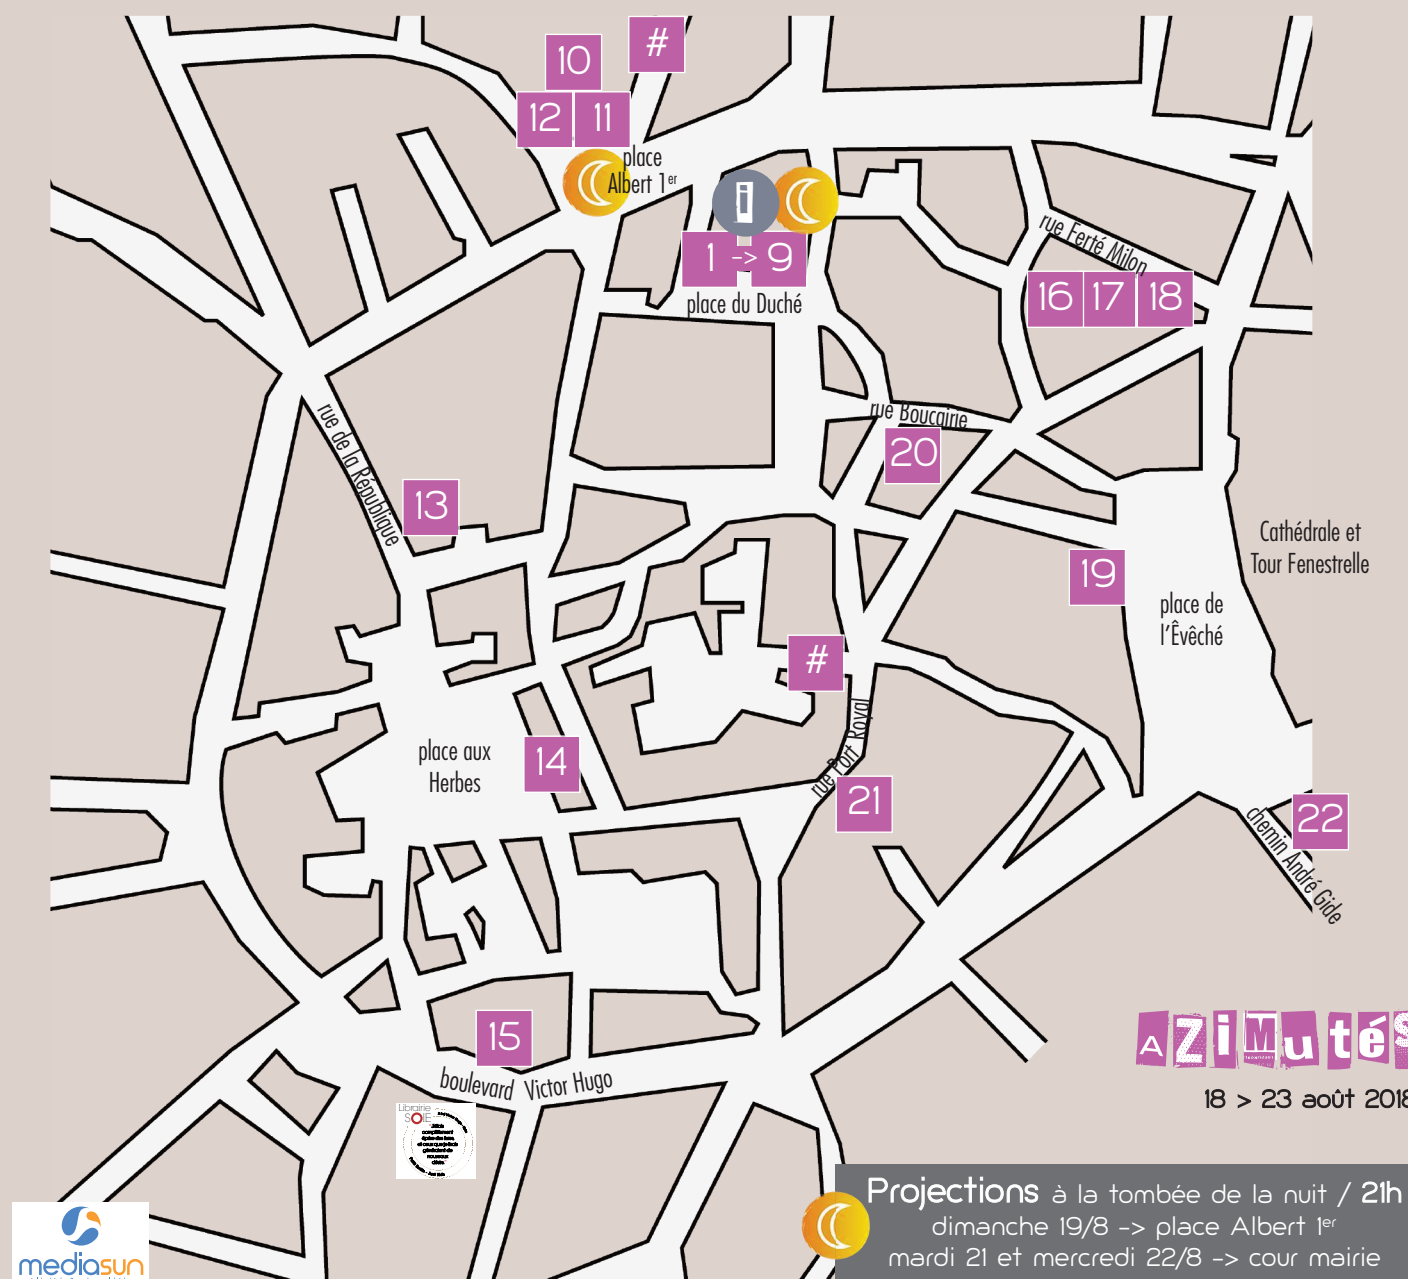 #
10
12 11
place
Albert 1er
i
1 -> 9
place du Duché
rue Ferté Milon
16 17 18
rue Boucairie
20
rue de la République
13
Cathédrale et
Tour Fenestrelle
19
place de
l'Êvêché
#
rue Port Royal
place aux
Herbes
14
21
22
chemin André Gide
15
boulevard Victor Hugo
AZiMutéS
18 > 23 août 2018
Librairie
SOIE
Projections à la tombée de la nuit / 21h
dimanche 19/8 -> place Albert 1er
mardi 21 et mercredi 22/8 -> cour mairie
mediasun